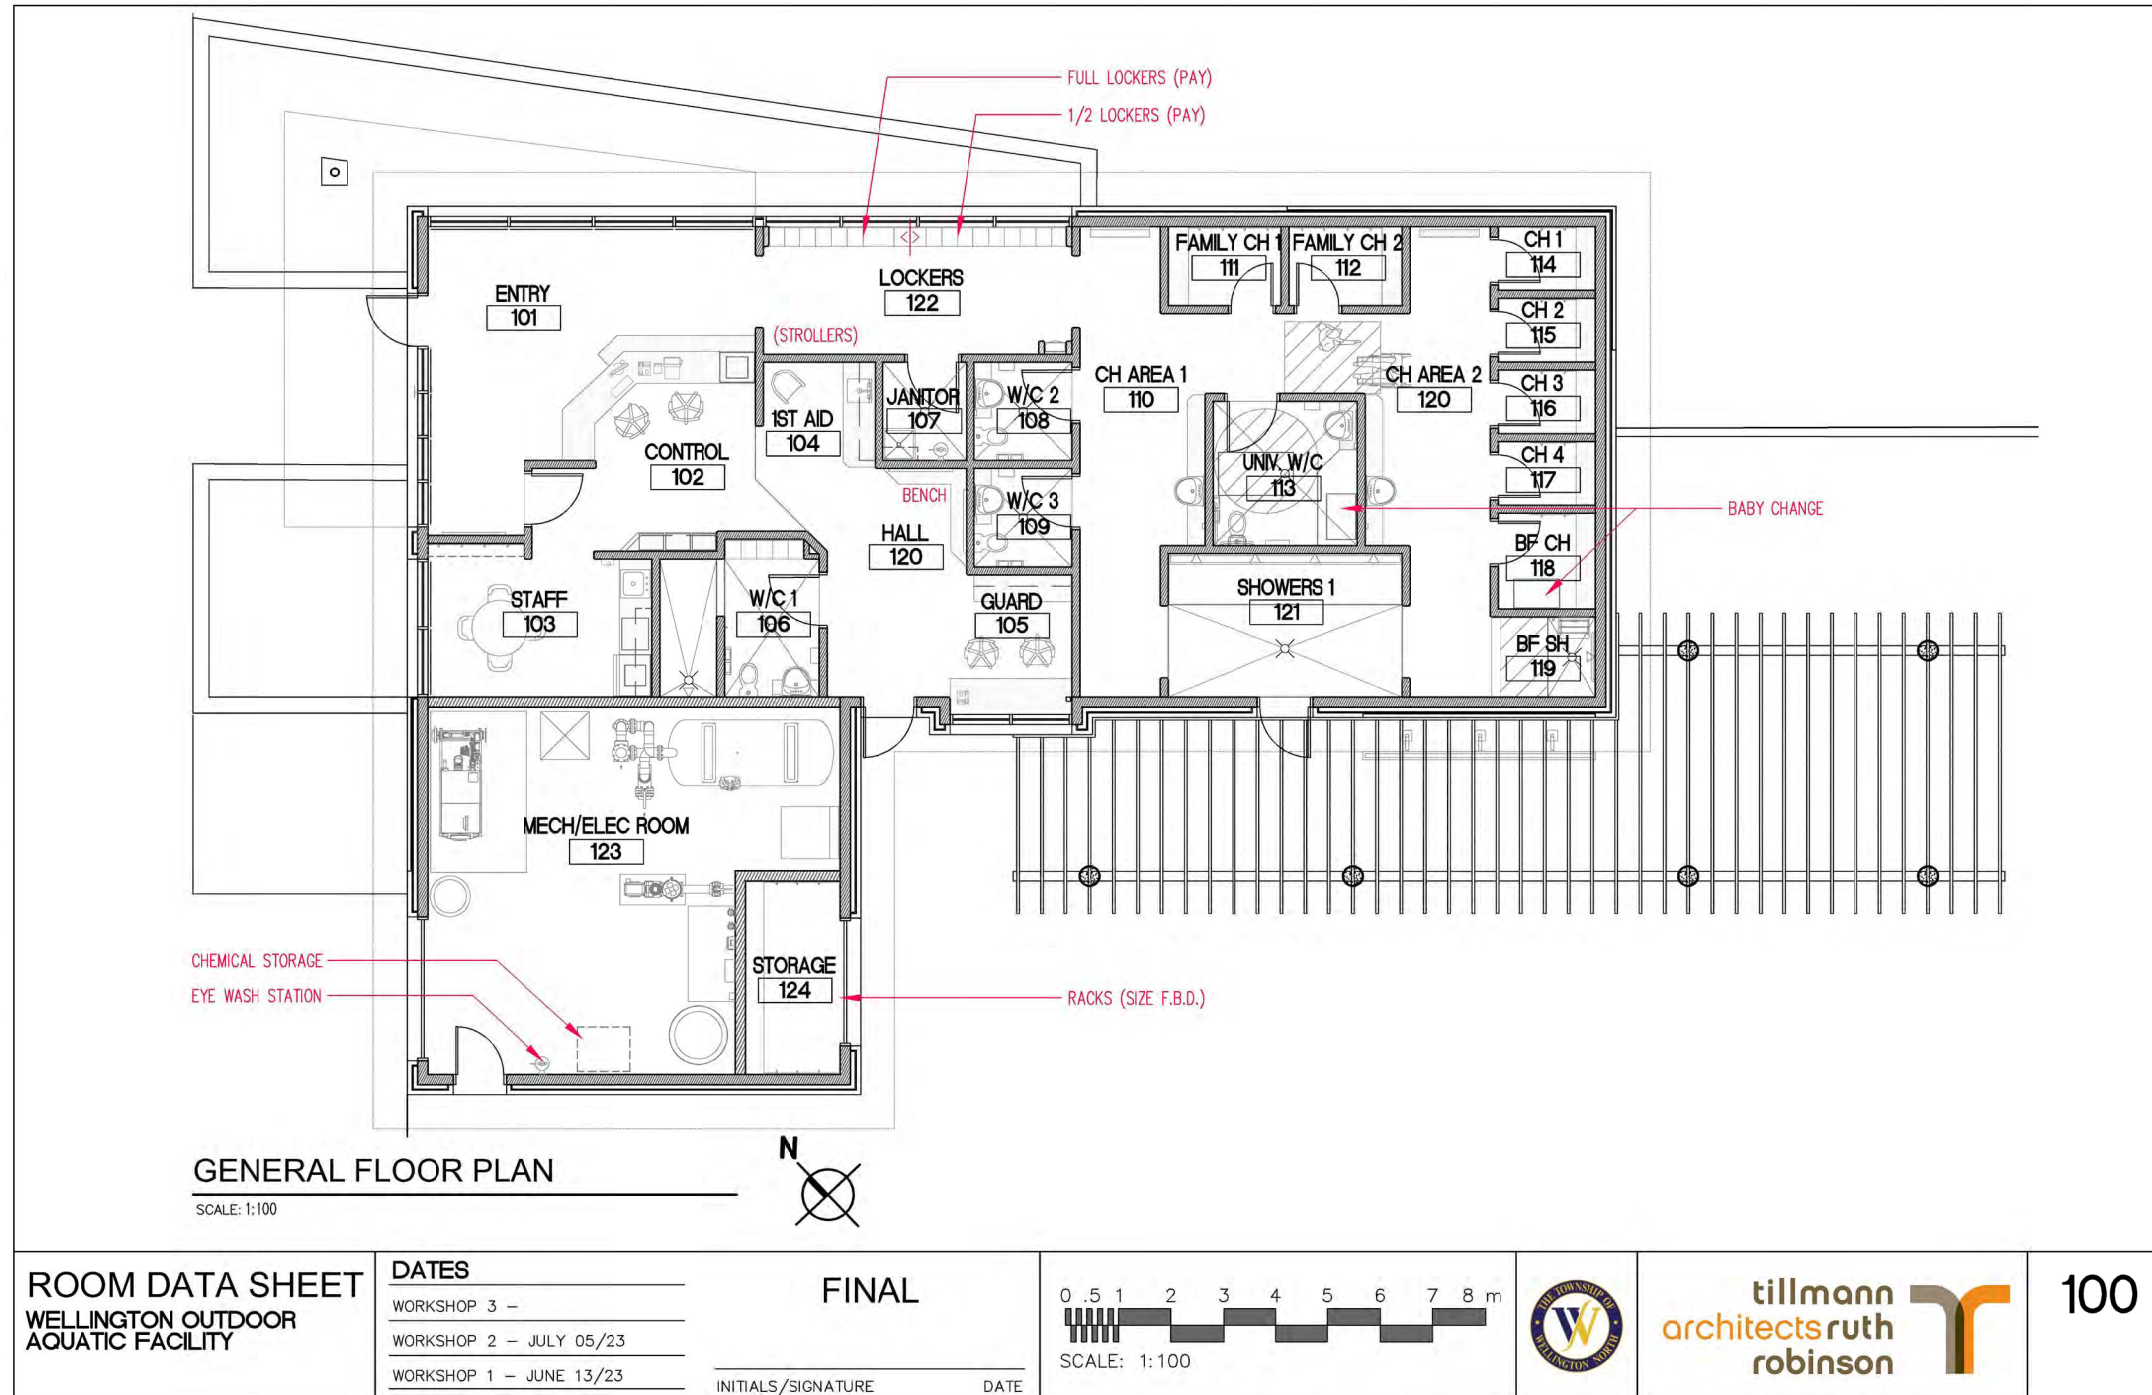 FULL LOCKERS (PAY)
1/2 LOCKERS (PAY)
ENTRY
101
LOCKERS
122
(STROLLERS)
FAMILY CH 1
111
FAMILY CH 2
112
CH 1
114
CH 2
115
CH 3
116
CH 4
117
CH AREA 1
110
CH AREA 2
120
JANITOR
107
W/C 2
108
1ST AID
104
CONTROL
102
BENCH
W/C 3
109
UNIV. W/C
113
BABY CHANGE
HALL
120
BF CH
118
STAFF
103
W/C 1
106
GUARD
105
SHOWERS 1
121
BF SH
119
MECH/ELEC ROOM
123
CHEMICAL STORAGE
EYE WASH STATION
STORAGE
124
RACKS (SIZE F.B.D.)
N
GENERAL FLOOR PLAN
SCALE: 1:100
ROOM DATA SHEET
WELLINGTON OUTDOOR
AQUATIC FACILITY
DATES
WORKSHOP 3 –
WORKSHOP 2 – JULY 05/23
WORKSHOP 1 – JUNE 13/23
FINAL
INITIALS/SIGNATURE DATE
0 .5 1 2 3 4 5 6 7 8 m
SCALE: 1:100
THE TOWNSHIP OF
W
WELLINGTON NORTH
tillmann
architects ruth
robinson
100